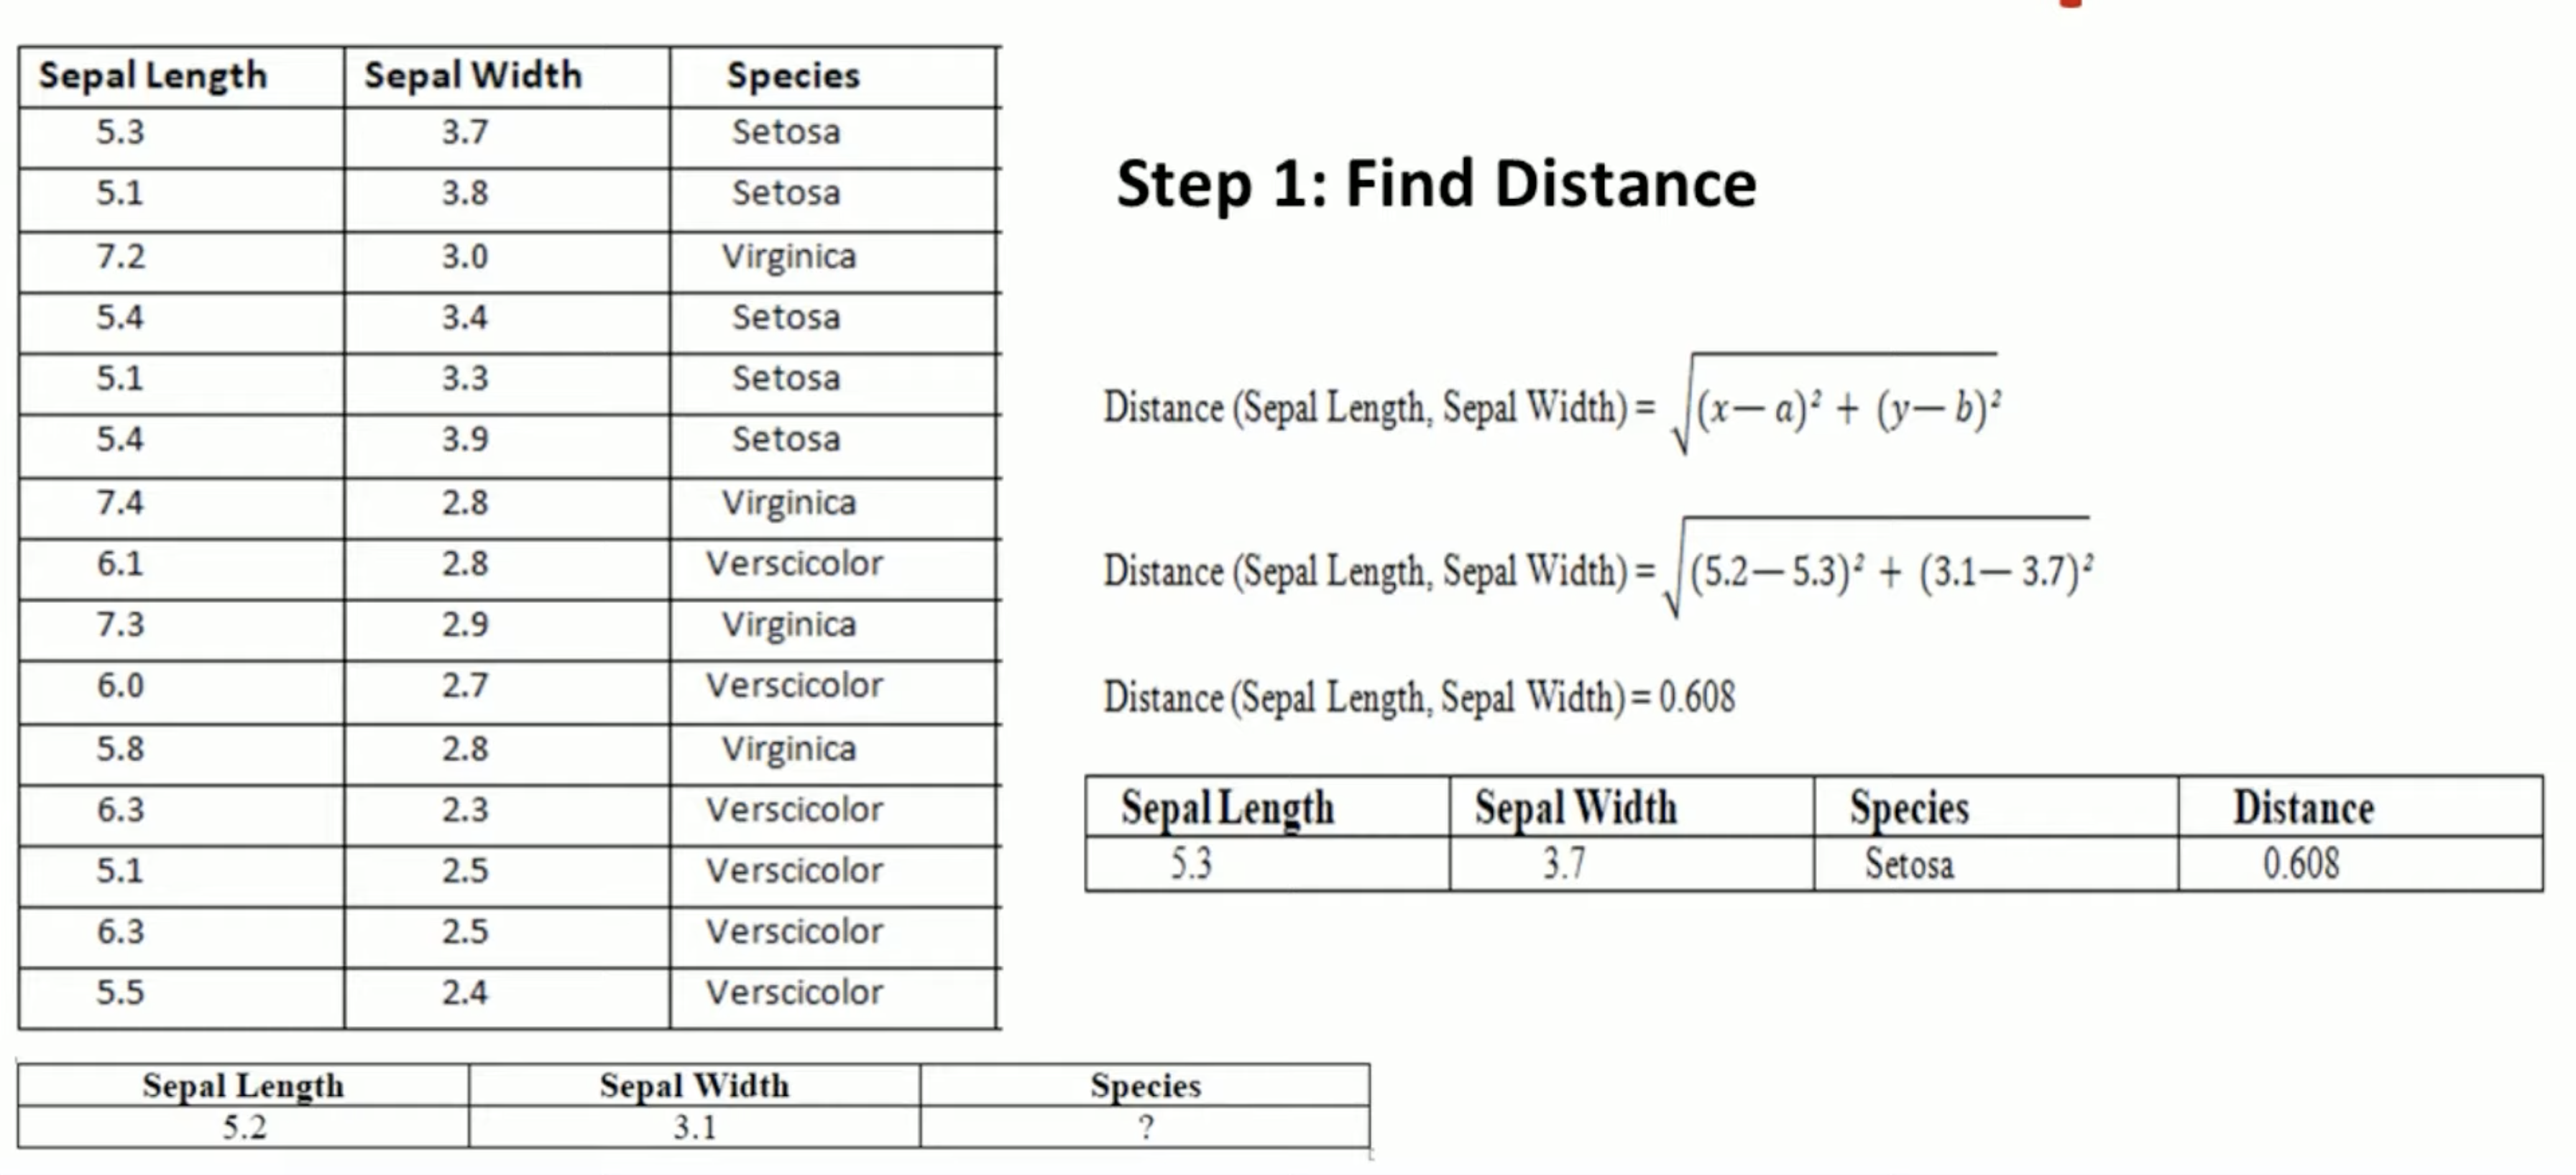 Sepal Length Sepal Width Species
5.3 3.7 Setosa
5.1 3.8 Setosa
7.2 3.0 Virginica
5.4 3.4 Setosa
5.1 3.3 Setosa
5.4 3.9 Setosa
7.4 2.8 Virginica
6.1 2.8 Verscicolor
7.3 2.9 Virginica
6.0 2.7 Verscicolor
5.8 2.8 Virginica
6.3 2.3 Verscicolor
5.1 2.5 Verscicolor
6.3 2.5 Verscicolor
5.5 2.4 Verscicolor
Sepal Length Sepal Width Species
5.2 3.1 ?
Step 1: Find Distance
Distance (Sepal Length, Sepal Width) = √(x− a)² + (y− b)²
Distance (Sepal Length, Sepal Width) = √(5.2− 5.3)² + (3.1− 3.7)²
Distance (Sepal Length, Sepal Width) = 0.608
Sepal Length Sepal Width Species Distance
5.3 3.7 Setosa 0.608